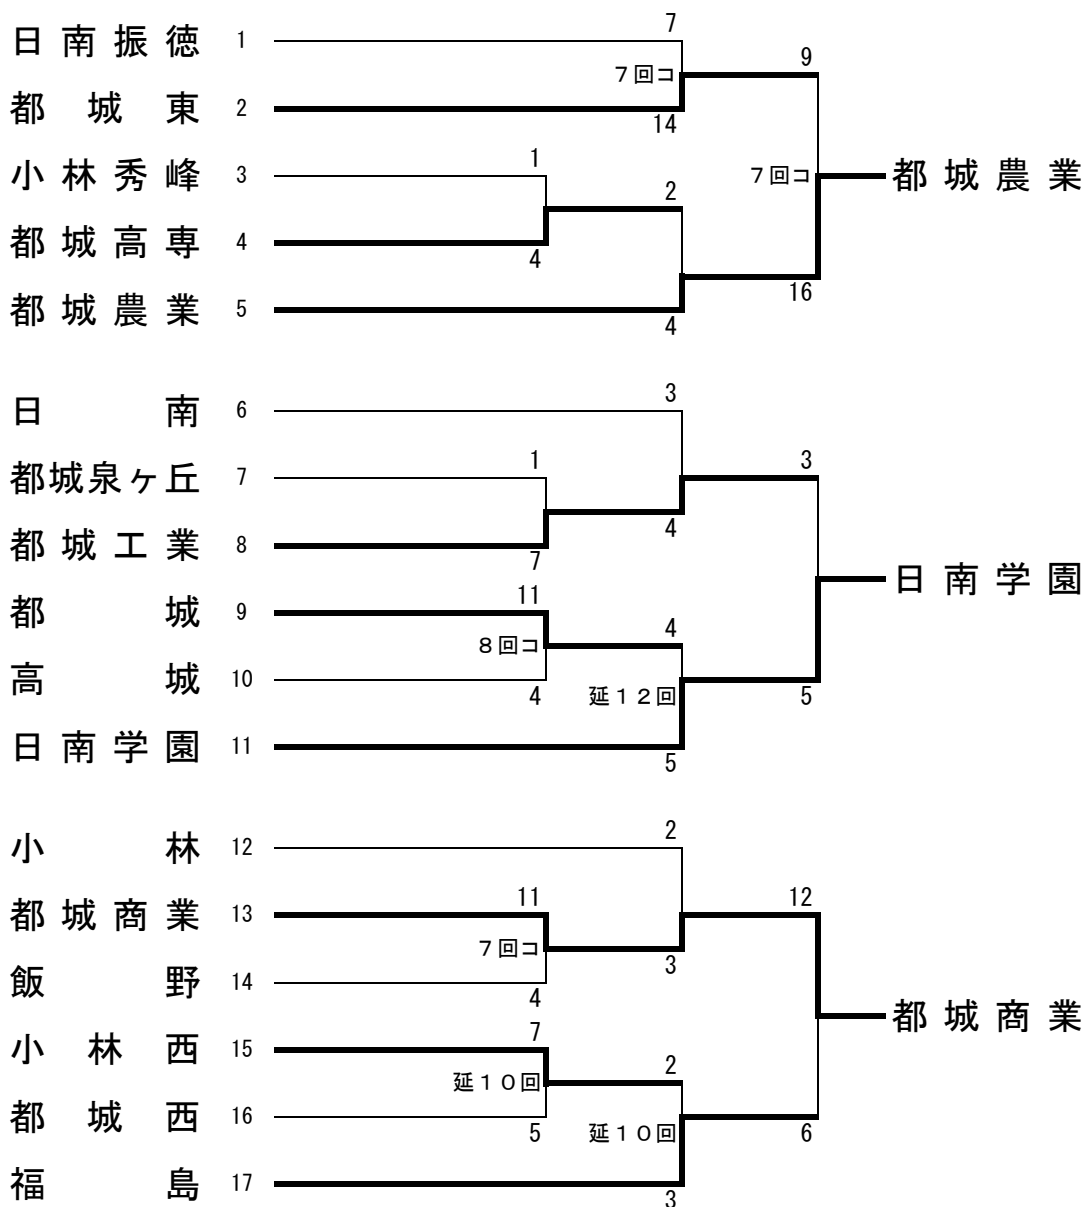 日南振徳 1 7
7回コ 9
都城東 2 14
小林秀峰 3 1
7回コ 都城農業
2
都城高専 4 4
16
都城農業 5 4
日南 6 3
都城泉ヶ丘 7 1 3
都城工業 8 7 4
日南学園
都城 9 11
8回コ 4
高城 10 4 延12回 5
日南学園 11 5
小林 12 2
都城商業 13 11 12
7回コ 3
飯野 14 4
都城商業
小林西 15 7
延10回 2
都城西 16 5 延10回 6
福島 17 3